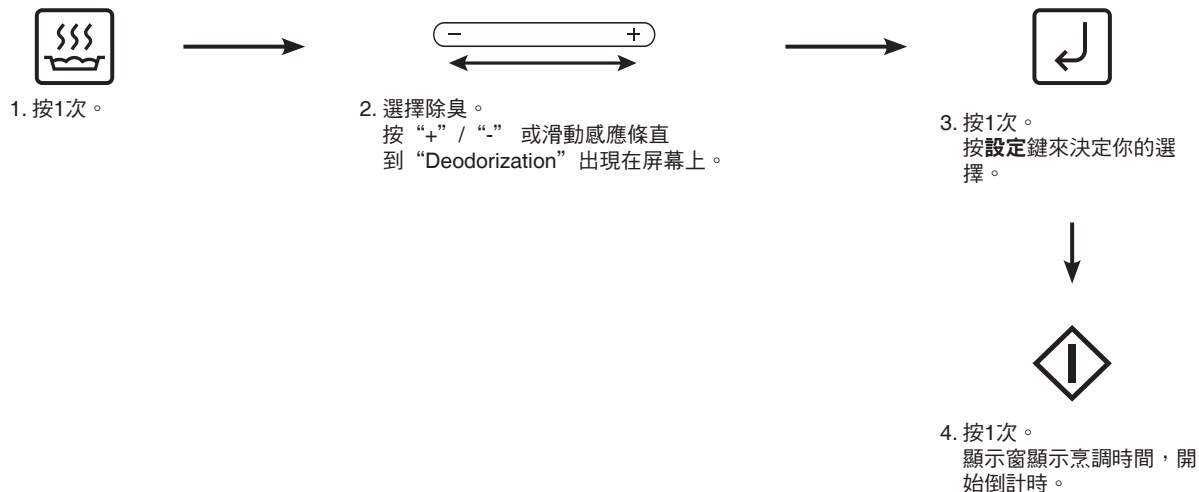 − +
1. 按1次。
2. 選擇除臭。
按“+”/“-” 或滑動感應條直
到“Deodorization”出現在屏幕上。
3. 按1次。
按設定鍵來決定你的選
擇。
4. 按1次。
顯示窗顯示烹調時間，開
始倒計時。